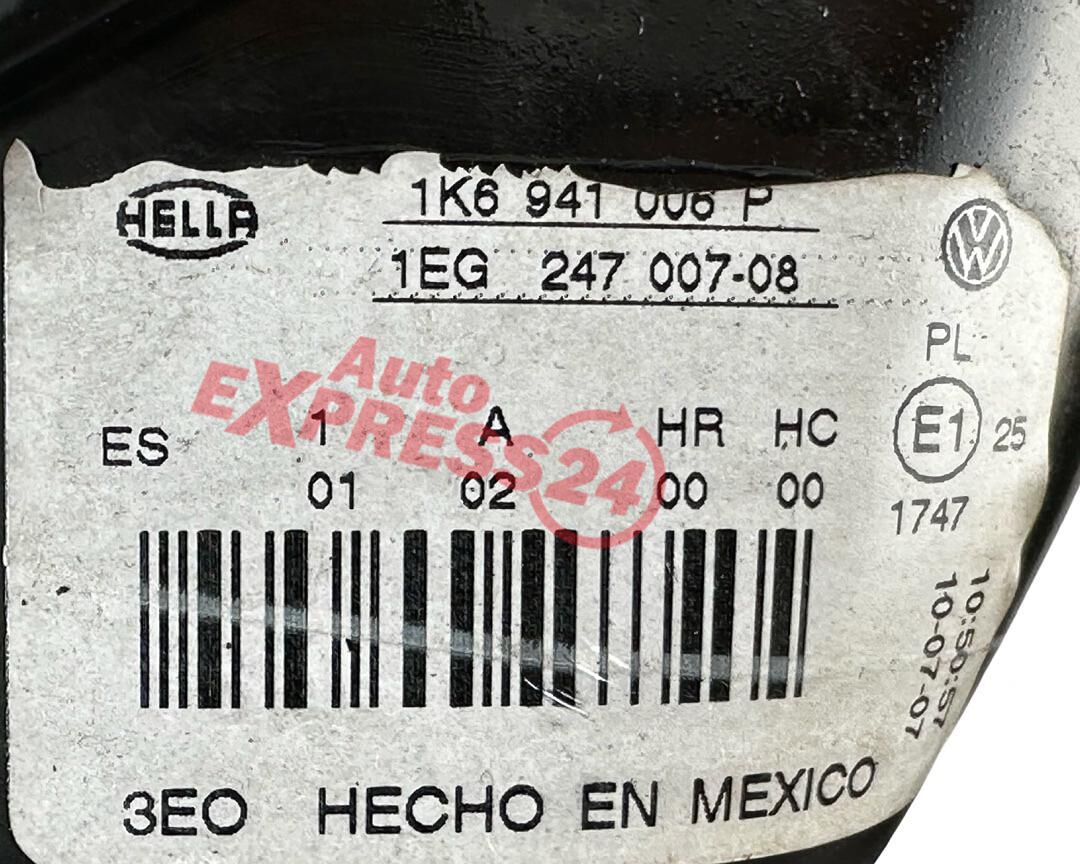 HELLA
1K6 941 006 P
1EG 247 007-08
PL
E1 25
1747
Auto
EXPRESS24
ES 1 A HR HC
01 02 00 00
10:50:57
10-07-07
3EO HECHO EN MEXICO